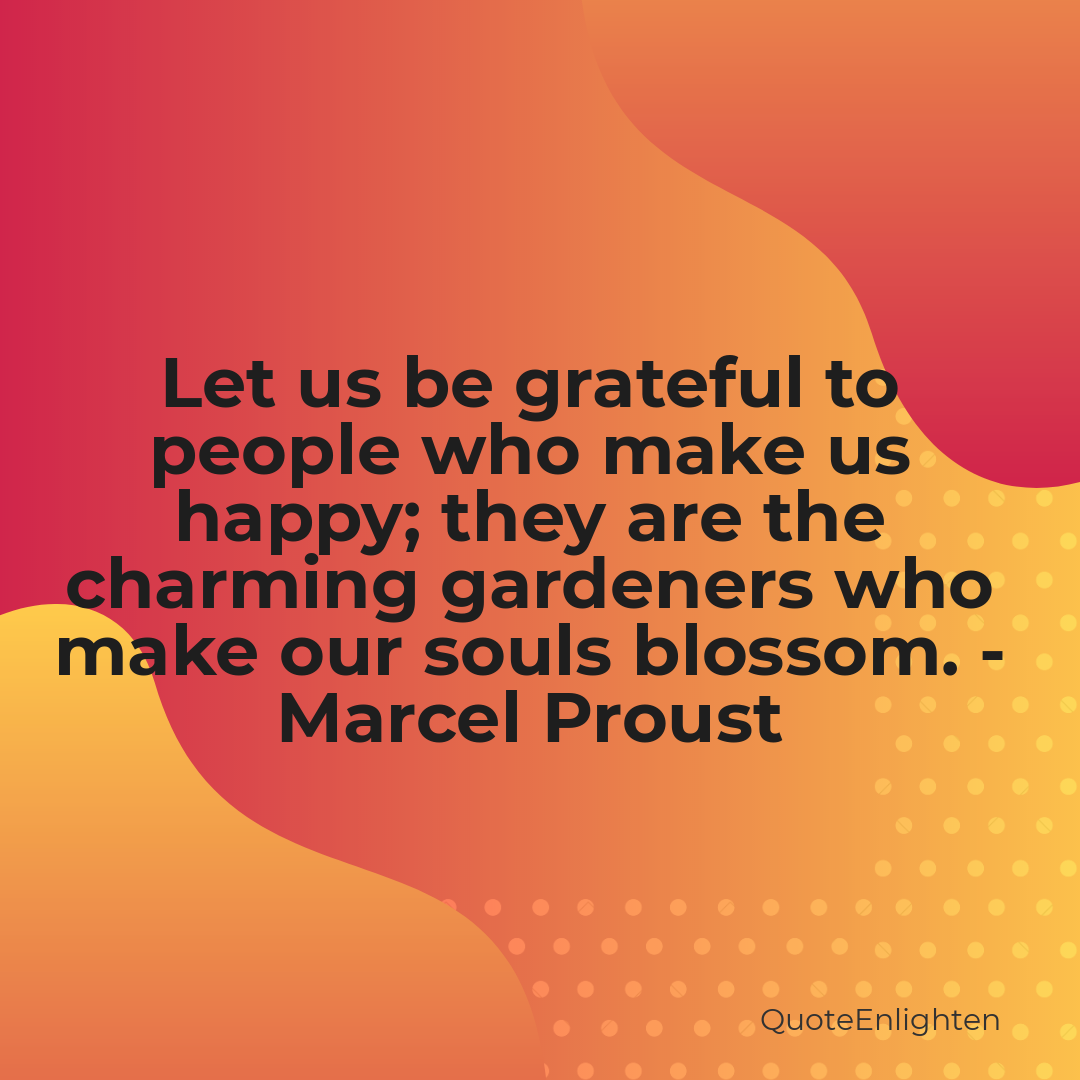 Let us be grateful to
people who make us
happy; they are the
charming gardeners who
make our souls blossom. -
Marcel Proust
QuoteEnlighten